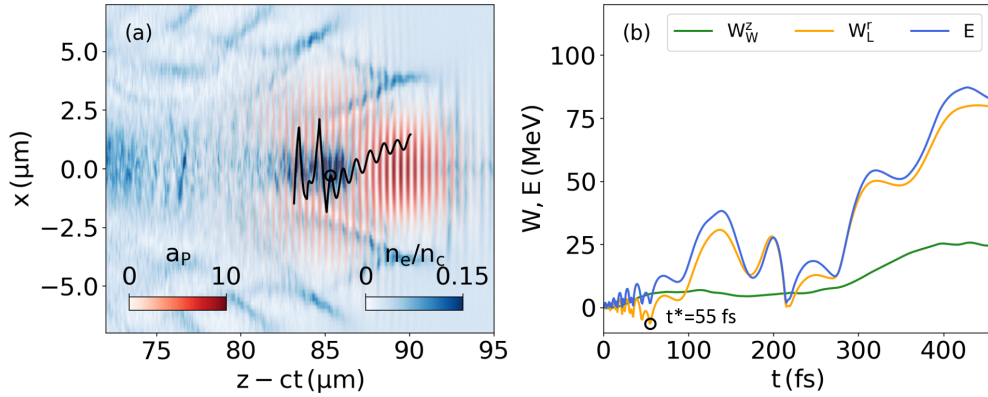 (a)
5.0
2.5
0.0
−2.5
−5.0
x (μm)
a_P
0 10
n_e/n_c
0 0.15
75 80 85 90 95
z − ct (μm)
(b)
W_W^z W_L^r E
100
75
50
25
0
W, E (MeV)
t*=55 fs
0 100 200 300 400
t (fs)